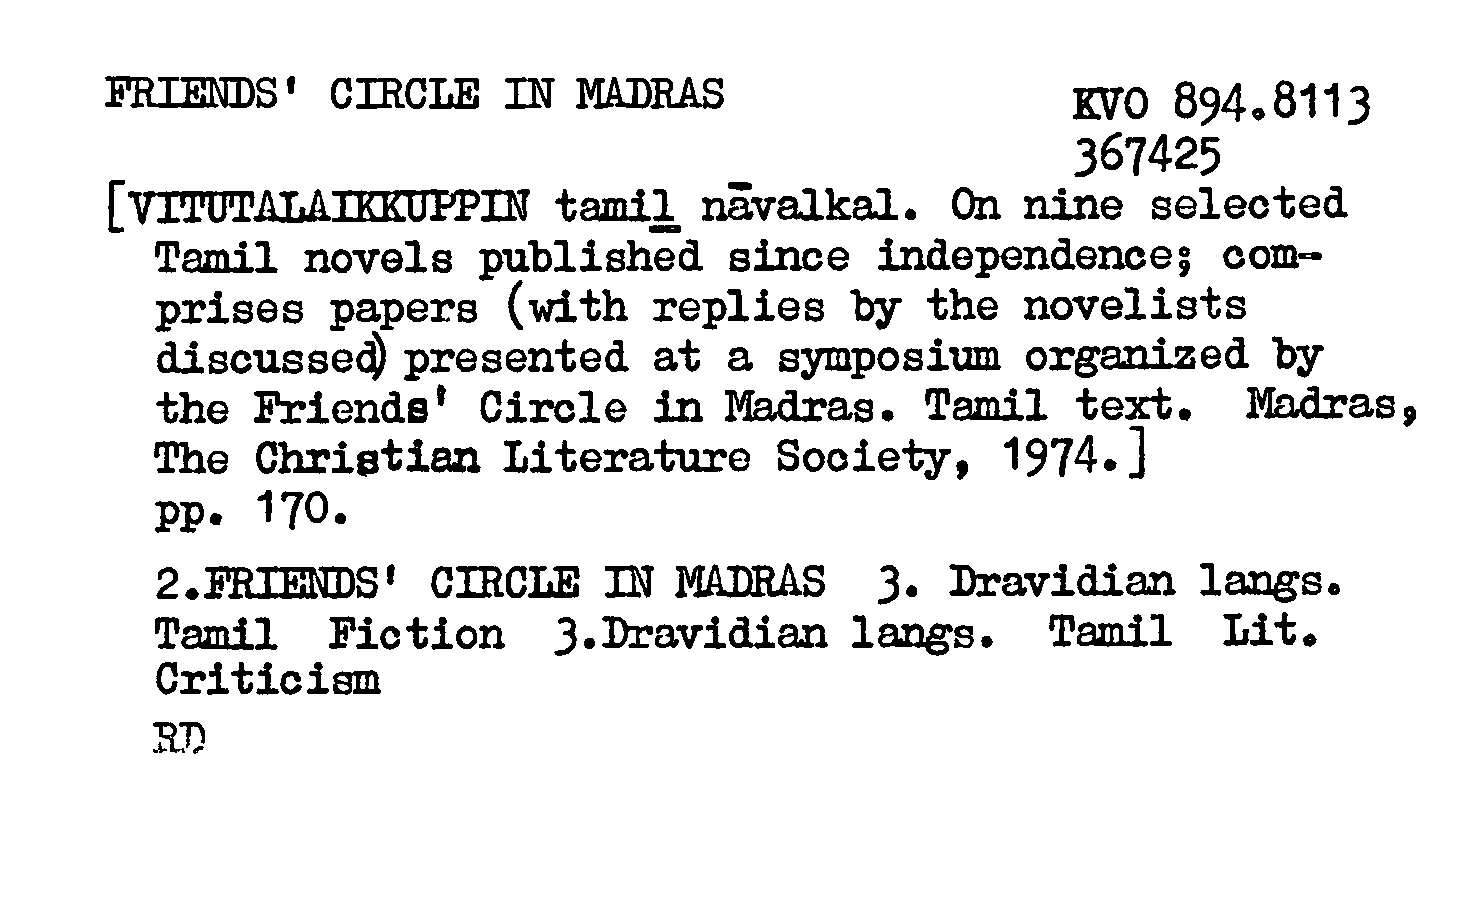 FRIENDS' CIRCLE IN MADRAS
KVO 894.8113
367425
[VITUTALAIKKUPPIN tamiḻ nāvalkal. On nine selected
Tamil novels published since independence; com-
prises papers (with replies by the novelists
discussed) presented at a symposium organized by
the Friends' Circle in Madras. Tamil text. Madras,
The Christian Literature Society, 1974.]
pp. 170.
2.FRIENDS' CIRCLE IN MADRAS 3. Dravidian langs.
Tamil Fiction 3.Dravidian langs. Tamil Lit.
Criticism
RD